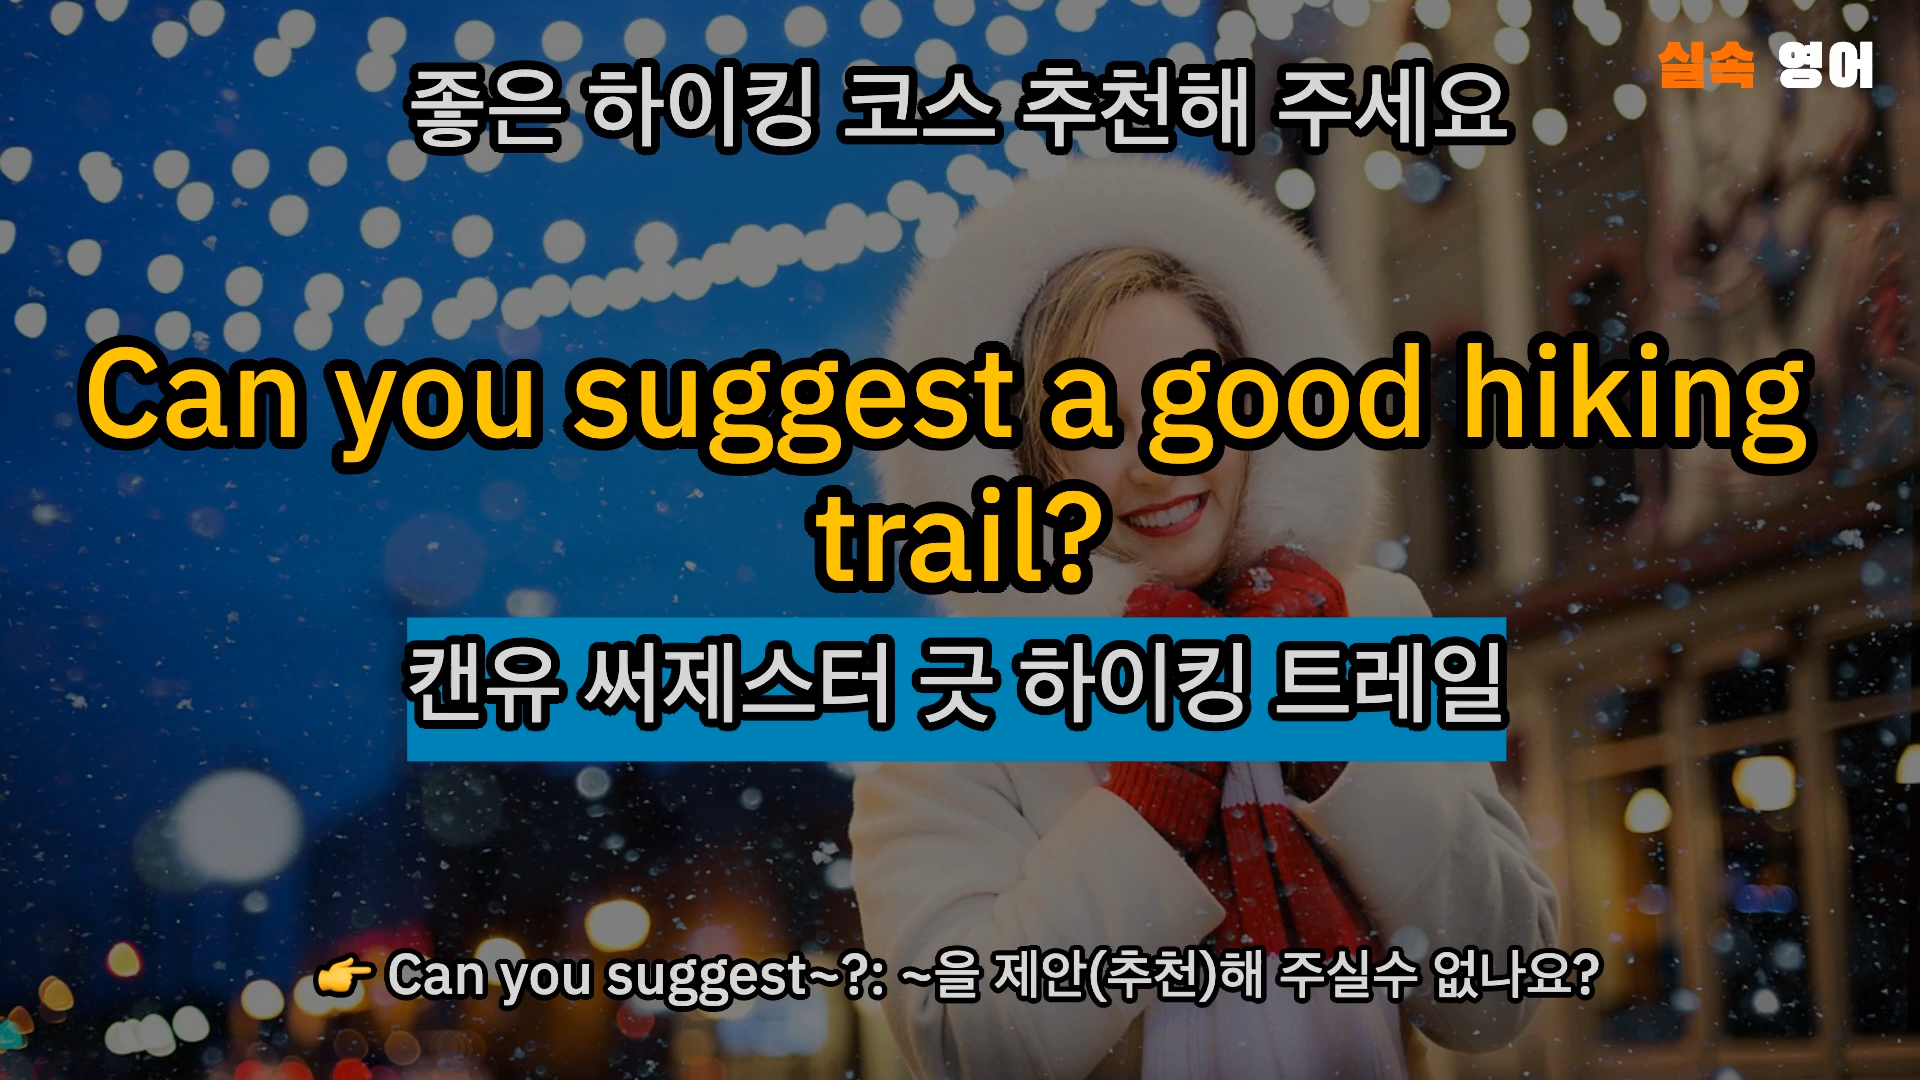 실속 영어
좋은 하이킹 코스 추천해 주세요
Can you suggest a good hiking
trail?
캔유 써제스터 긋 하이킹 트레일
👉 Can you suggest~?: ~을 제안(추천)해 주실수 없나요?